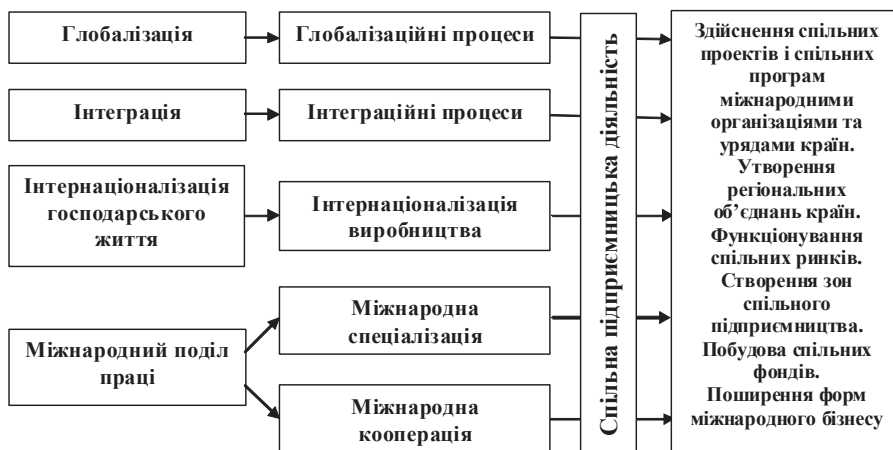 Глобалізація
Глобалізаційні процеси
Інтеграція
Інтеграційні процеси
Інтернаціоналізація
господарського
життя
Інтернаціоналізація
виробництва
Міжнародний поділ
праці
Міжнародна
спеціалізація
Міжнародна
кооперація
Спільна підприємницька діяльність
Здійснення спільних
проектів і спільних
програм
міжнародними
організаціями та
урядами країн.
Утворення
регіональних
об’єднань країн.
Функціонування
спільних ринків.
Створення зон
спільного
підприємництва.
Побудова спільних
фондів.
Поширення форм
міжнародного бізнесу